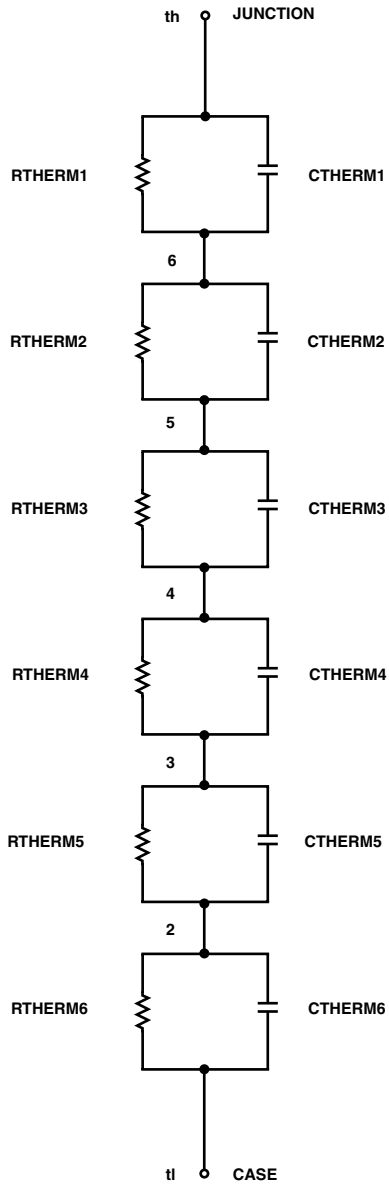 th JUNCTION
RTHERM1 CTHERM1
6
RTHERM2 CTHERM2
5
RTHERM3 CTHERM3
4
RTHERM4 CTHERM4
3
RTHERM5 CTHERM5
2
RTHERM6 CTHERM6
tl CASE